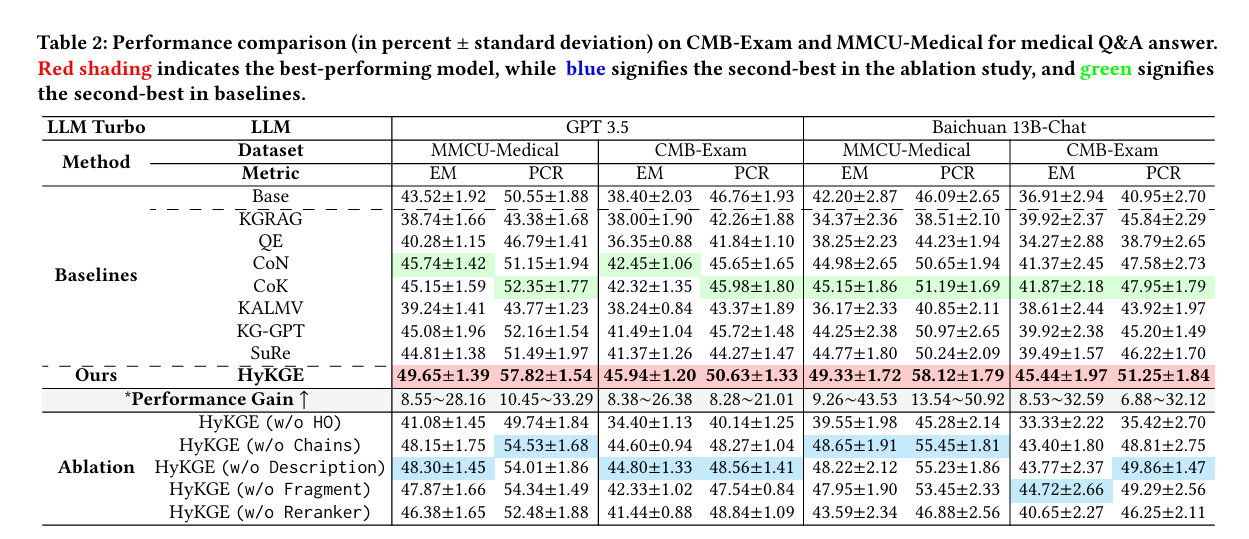 Table 2: Performance comparison (in percent ± standard deviation) on CMB-Exam and MMCU-Medical for medical Q&A answer.
Red shading indicates the best-performing model, while blue signifies the second-best in the ablation study, and green signifies
the second-best in baselines.
LLM Turbo LLM GPT 3.5 Baichuan 13B-Chat
Method Dataset MMCU-Medical CMB-Exam MMCU-Medical CMB-Exam
Metric EM PCR EM PCR EM PCR EM PCR
Baselines Base 43.52±1.92 50.55±1.88 38.40±2.03 46.76±1.93 42.20±2.87 46.09±2.65 36.91±2.94 40.95±2.70
KGRAG 38.74±1.66 43.38±1.68 38.00±1.90 42.26±1.88 34.37±2.36 38.51±2.10 39.92±2.37 45.84±2.29
QE 40.28±1.15 46.79±1.41 36.35±0.88 41.84±1.10 38.25±2.23 44.23±1.94 34.27±2.88 38.79±2.65
CoN 45.74±1.42 51.15±1.94 42.45±1.06 45.65±1.65 44.98±2.65 50.65±1.94 41.37±2.45 47.58±2.73
CoK 45.15±1.59 52.35±1.77 42.32±1.35 45.98±1.80 45.15±1.86 51.19±1.69 41.87±2.18 47.95±1.79
KALMV 39.24±1.41 43.77±1.23 38.24±0.84 43.37±1.89 36.17±2.33 40.85±2.11 38.61±2.44 43.92±1.97
KG-GPT 45.08±1.96 52.16±1.54 41.49±1.04 45.72±1.48 44.25±2.38 50.97±2.65 39.92±2.38 45.20±1.49
SuRe 44.81±1.38 51.49±1.97 41.37±1.26 44.27±1.47 44.77±1.80 50.24±2.09 39.49±1.57 46.22±1.70
Ours HyKGE 49.65±1.39 57.82±1.54 45.94±1.20 50.63±1.33 49.33±1.72 58.12±1.79 45.44±1.97 51.25±1.84
*Performance Gain ↑ 8.55~28.16 10.45~33.29 8.38~26.38 8.28~21.01 9.26~43.53 13.54~50.92 8.53~32.59 6.88~32.12
Ablation HyKGE (w/o HO) 41.08±1.45 49.74±1.84 34.40±1.13 40.14±1.25 39.55±1.98 45.28±2.14 33.33±2.22 35.42±2.70
HyKGE (w/o Chains) 48.15±1.75 54.53±1.68 44.60±0.94 48.27±1.04 48.65±1.91 55.45±1.81 43.40±1.80 48.81±2.75
HyKGE (w/o Description) 48.30±1.45 54.01±1.86 44.80±1.33 48.56±1.41 48.22±2.12 55.23±1.86 43.77±2.37 49.86±1.47
HyKGE (w/o Fragment) 47.87±1.66 54.34±1.49 42.33±1.02 47.54±0.84 47.95±1.90 53.45±2.33 44.72±2.66 49.29±2.56
HyKGE (w/o Reranker) 46.38±1.65 52.48±1.88 41.44±0.88 48.84±1.09 43.59±2.34 46.88±2.56 40.65±2.27 46.25±2.11